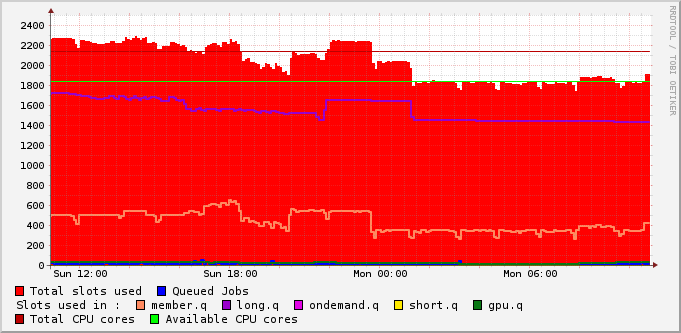 2400
2200
2000
1800
1600
1400
1200
1000
800
600
400
200
0
Sun 12:00 Sun 18:00 Mon 00:00 Mon 06:00
RRDTOOL / TOBI OETIKER
Total slots used Queued Jobs
Slots used in : member.q long.q ondemand.q short.q gpu.q
Total CPU cores Available CPU cores